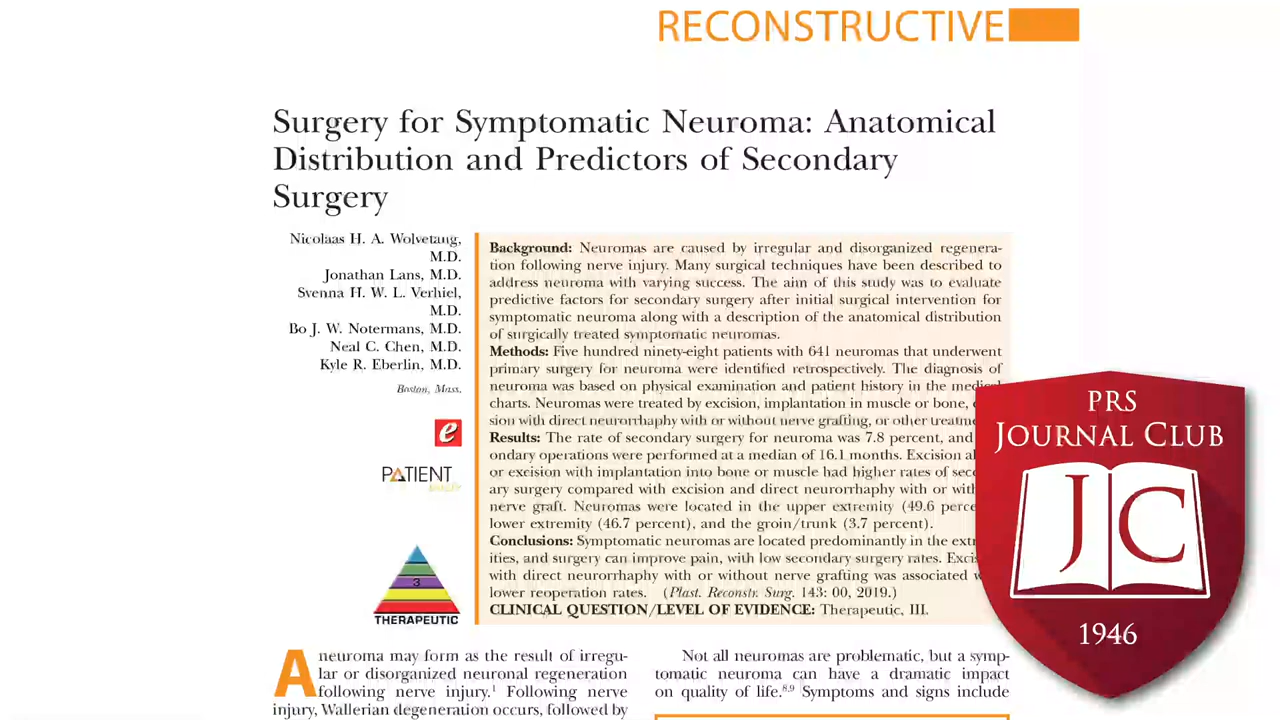 RECONSTRUCTIVE
Surgery for Symptomatic Neuroma: Anatomical
Distribution and Predictors of Secondary
Surgery
Nicolaas H. A. Wolvetang,
M.D.
Jonathan Lans, M.D.
Svenna H. W. L. Verhiel,
M.D.
Bo J. W. Notermans, M.D.
Neal C. Chen, M.D.
Kyle R. Eberlin, M.D.
Boston, Mass.
e
PATIENT
3
THERAPEUTIC
Background: Neuromas are caused by irregular and disorganized regenera-
tion following nerve injury. Many surgical techniques have been described to
address neuroma with varying success. The aim of this study was to evaluate
predictive factors for secondary surgery after initial surgical intervention for
symptomatic neuroma along with a description of the anatomical distribution
of surgically treated symptomatic neuromas.
Methods: Five hundred ninety-eight patients with 641 neuromas that underwent
primary surgery for neuroma were identified retrospectively. The diagnosis of
neuroma was based on physical examination and patient history in the medical
charts. Neuromas were treated by excision, implantation in muscle or bone,
sion with direct neurorrhaphy with or without nerve grafting, or other treatme
Results: The rate of secondary surgery for neuroma was 7.8 percent, and
ondary operations were performed at a median of 16.1 months. Excision al
or excision with implantation into bone or muscle had higher rates of seco
ary surgery compared with excision and direct neurorrhaphy with or with
nerve graft. Neuromas were located in the upper extremity (49.6 perce
lower extremity (46.7 percent), and the groin/trunk (3.7 percent).
Conclusions: Symptomatic neuromas are located predominantly in the extr
ities, and surgery can improve pain, with low secondary surgery rates. Excis
with direct neurorrhaphy with or without nerve grafting was associated w
lower reoperation rates. (Plast. Reconstr. Surg. 143: 00, 2019.)
CLINICAL QUESTION/LEVEL OF EVIDENCE: Therapeutic, III.
A neuroma may form as the result of irregu-
lar or disorganized neuronal regeneration
following nerve injury.1 Following nerve
injury, Wallerian degeneration occurs, followed by
Not all neuromas are problematic, but a symp-
tomatic neuroma can have a dramatic impact
on quality of life.8,9 Symptoms and signs include
PRS
JOURNAL CLUB
JC
1946